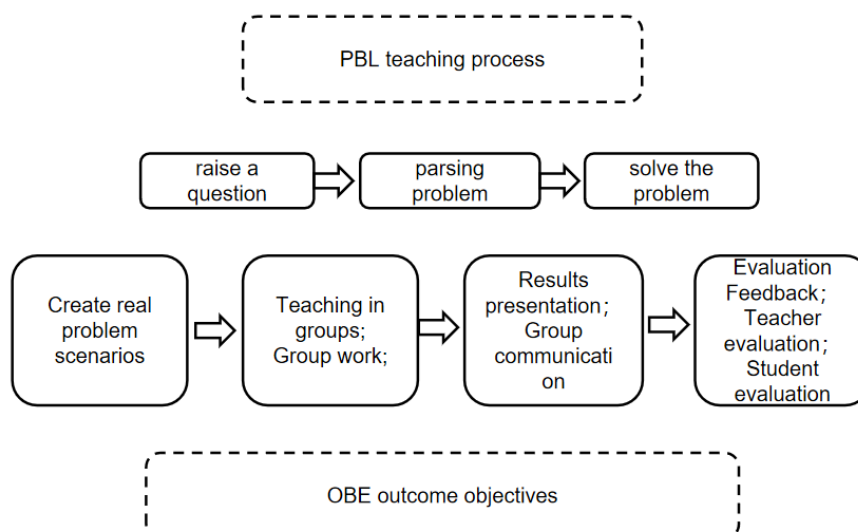 PBL teaching process
raise a
question
parsing
problem
solve the
problem
Create real
problem
scenarios
Teaching in
groups;
Group work;
Results
presentation;
Group
communicati
on
Evaluation
Feedback;
Teacher
evaluation;
Student
evaluation
OBE outcome objectives